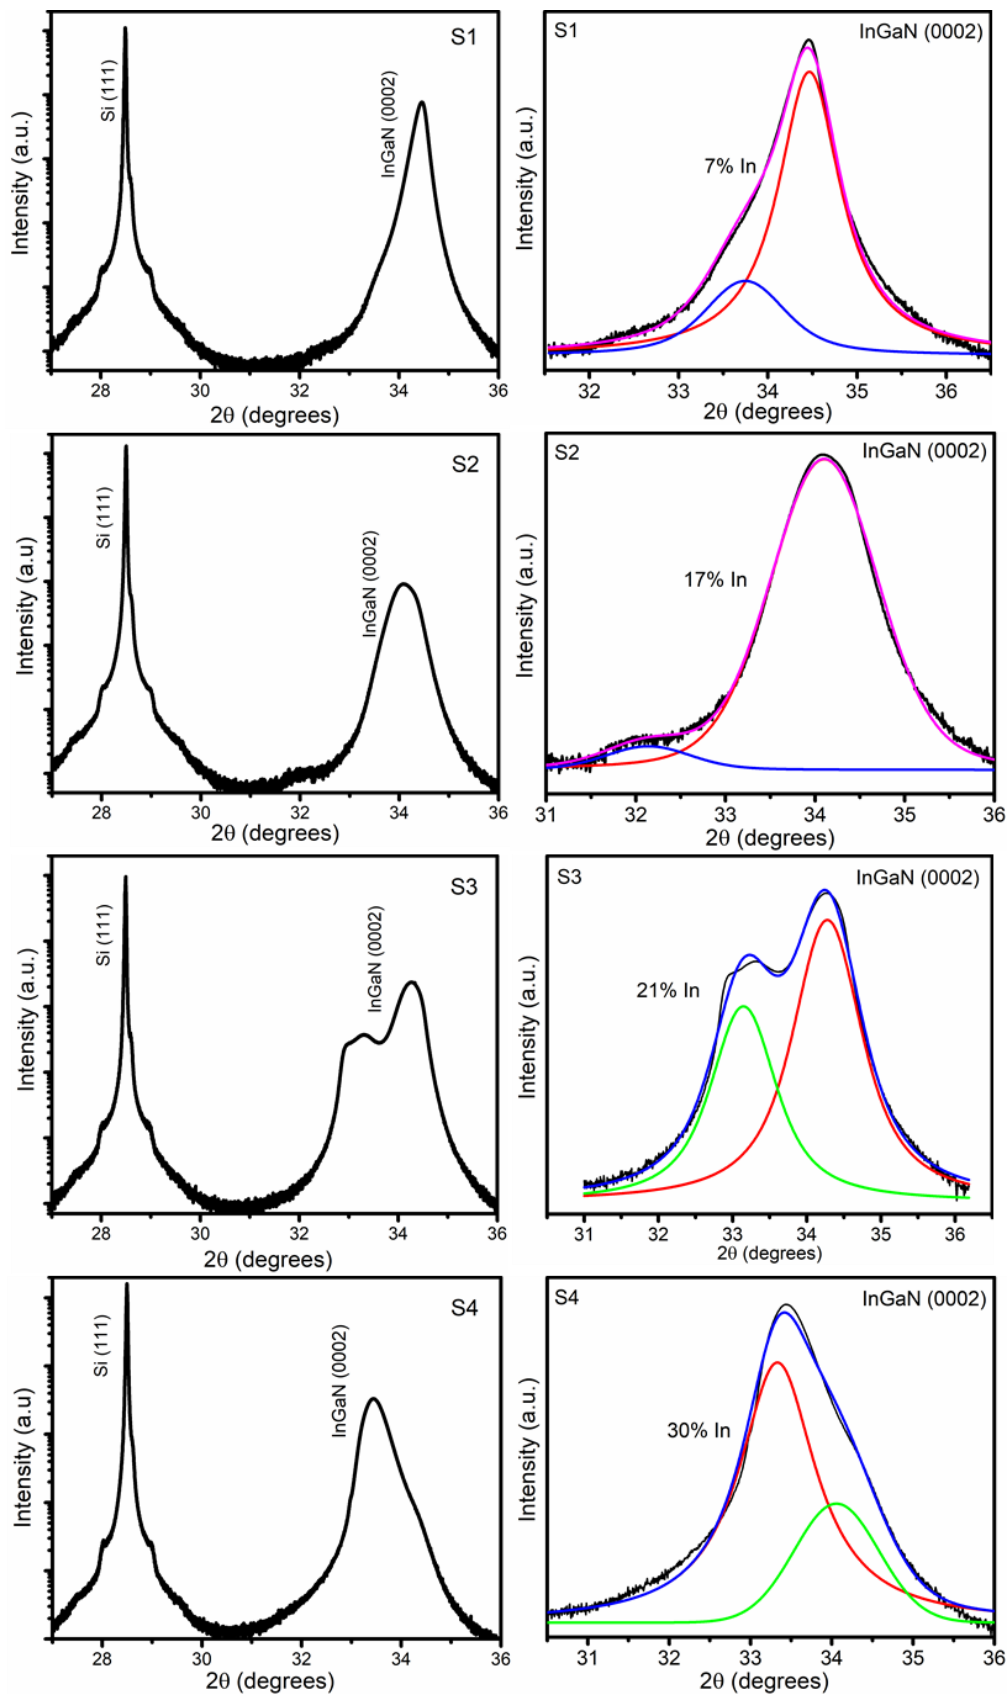 S1
Si (111)
InGaN (0002)
Intensity (a.u.)
28 30 32 34 36
2θ (degrees)
S1 InGaN (0002)
7% In
Intensity (a.u.)
32 33 34 35 36
2θ (degrees)
S2
Si (111)
InGaN (0002)
Intensity (a.u)
28 30 32 34 36
2θ (degrees)
S2 InGaN (0002)
17% In
Intensity (a.u.)
31 32 33 34 35 36
2θ (degrees)
S3
Si (111)
InGaN (0002)
Intensity (a.u.)
28 30 32 34 36
2θ (degrees)
S3 InGaN (0002)
21% In
Intensity (a.u.)
31 32 33 34 35 36
2θ (degrees)
S4
Si (111)
InGaN (0002)
Intensity (a.u)
28 30 32 34 36
2θ (degrees)
S4 InGaN (0002)
30% In
Intensity (a.u.)
31 32 33 34 35 36
2θ (degrees)